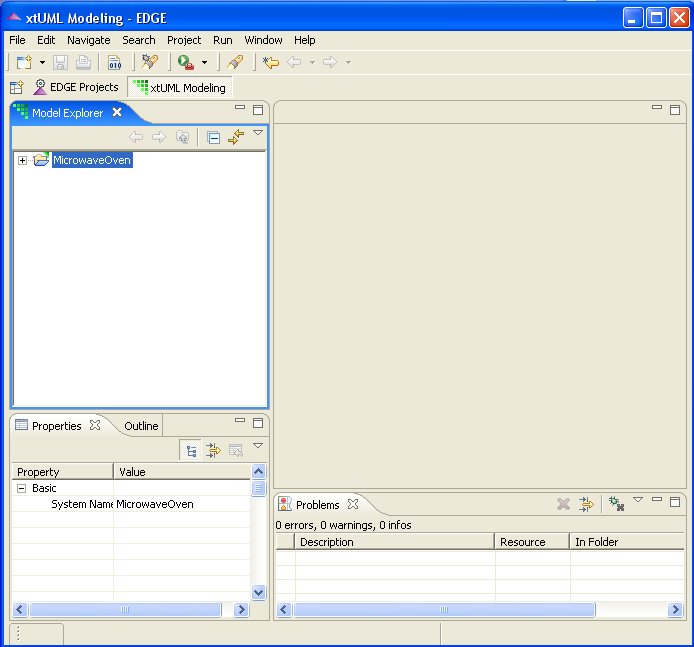 xtUML Modeling - EDGE
File Edit Navigate Search Project Run Window Help
010
EDGE Projects xtUML Modeling
Model Explorer
MicrowaveOven
Properties Outline
Property Value
Basic
System Name MicrowaveOven
Problems
0 errors, 0 warnings, 0 infos
Description Resource In Folder